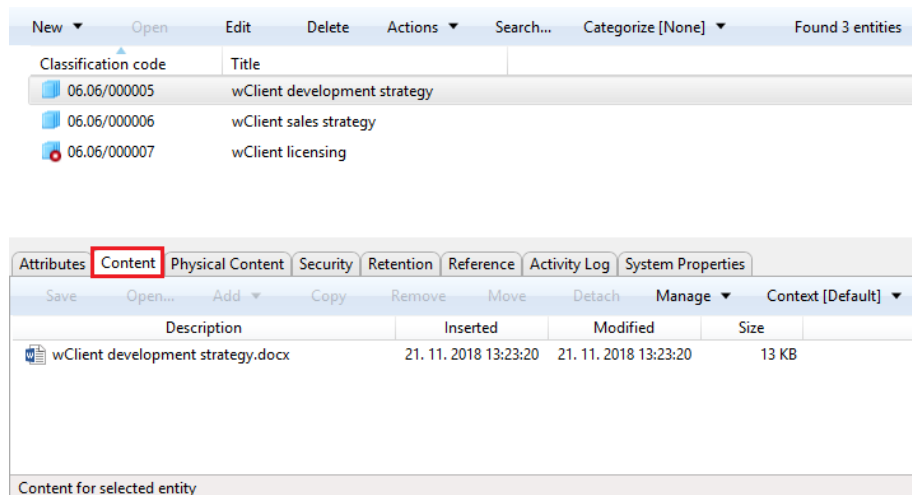 New Open Edit Delete Actions Search... Categorize [None] Found 3 entities
Classification code Title
06.06/000005 wClient development strategy
06.06/000006 wClient sales strategy
06.06/000007 wClient licensing
Attributes Content Physical Content Security Retention Reference Activity Log System Properties
Save Open... Add Copy Remove Move Detach Manage Context [Default]
Description Inserted Modified Size
wClient development strategy.docx 21. 11. 2018 13:23:20 21. 11. 2018 13:23:20 13 KB
Content for selected entity